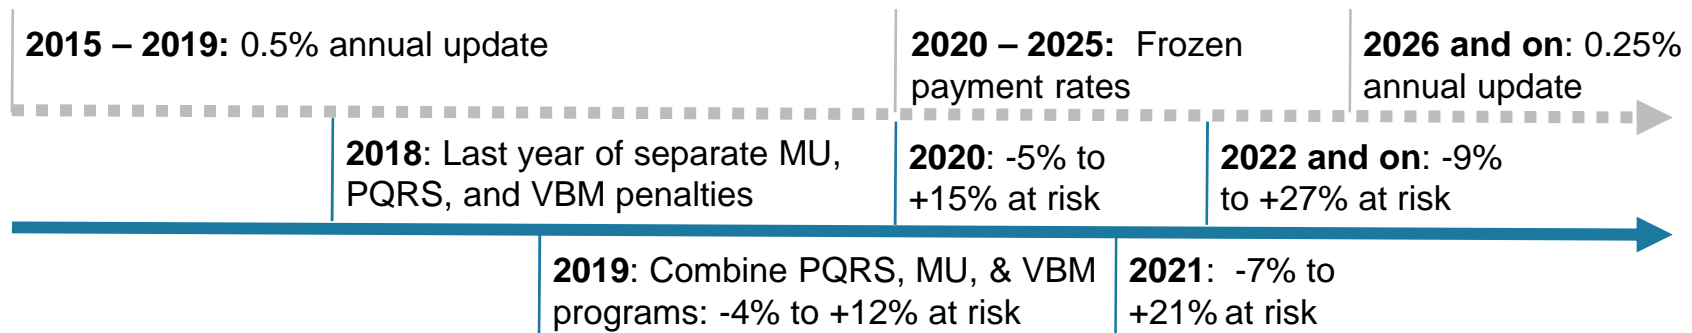 2015 – 2019: 0.5% annual update
2020 – 2025: Frozen
payment rates
2026 and on: 0.25%
annual update
2018: Last year of separate MU,
PQRS, and VBM penalties
2020: -5% to
+15% at risk
2022 and on: -9%
to +27% at risk
2019: Combine PQRS, MU, & VBM
programs: -4% to +12% at risk
2021: -7% to
+21% at risk